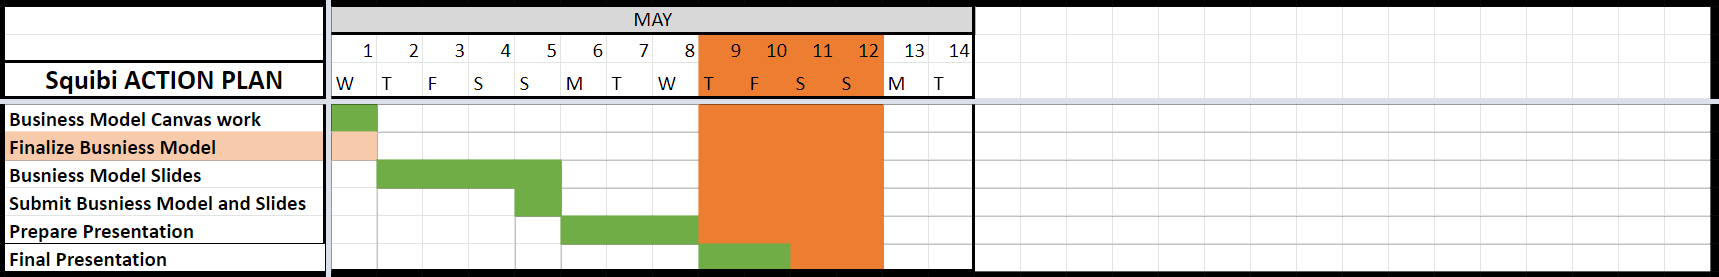 MAY
1 2 3 4 5 6 7 8 9 10 11 12 13 14
Squibi ACTION PLAN W T F S S M T W T F S S M T
Business Model Canvas work
Finalize Busniess Model
Busniess Model Slides
Submit Busniess Model and Slides
Prepare Presentation
Final Presentation